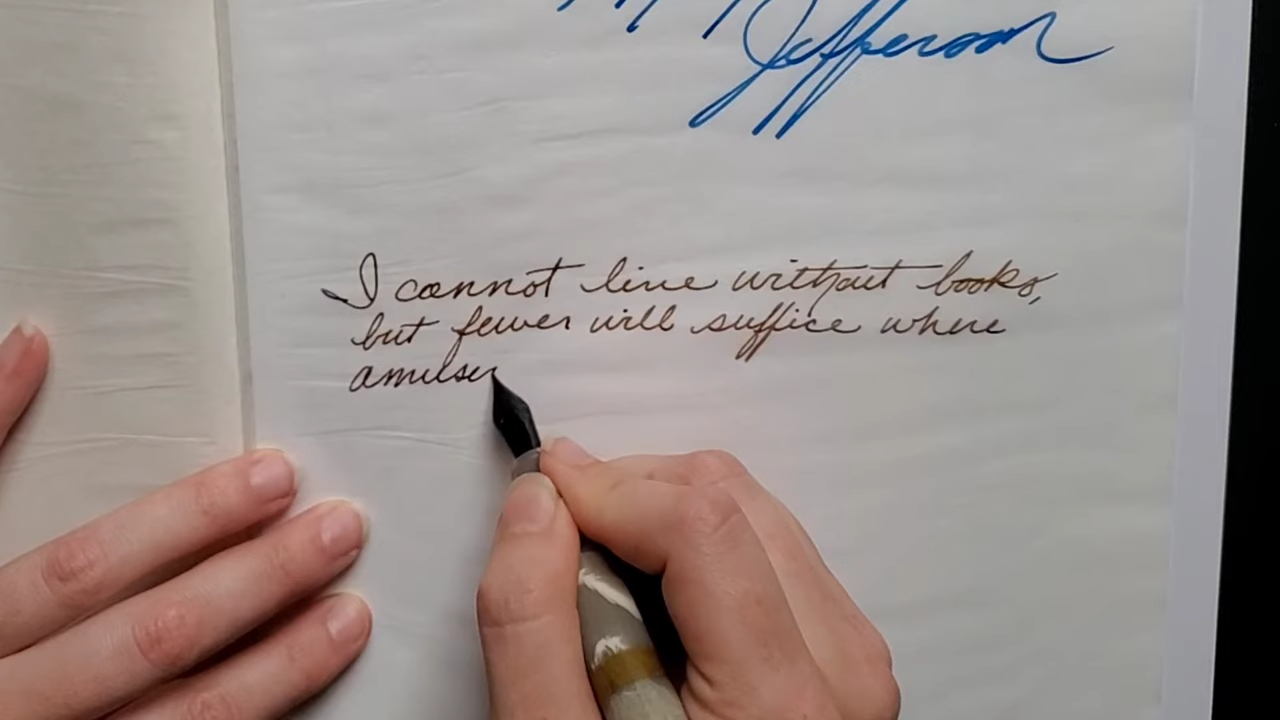 Jefferson
I cannot live without books,
but fewer will suffice where
amuse